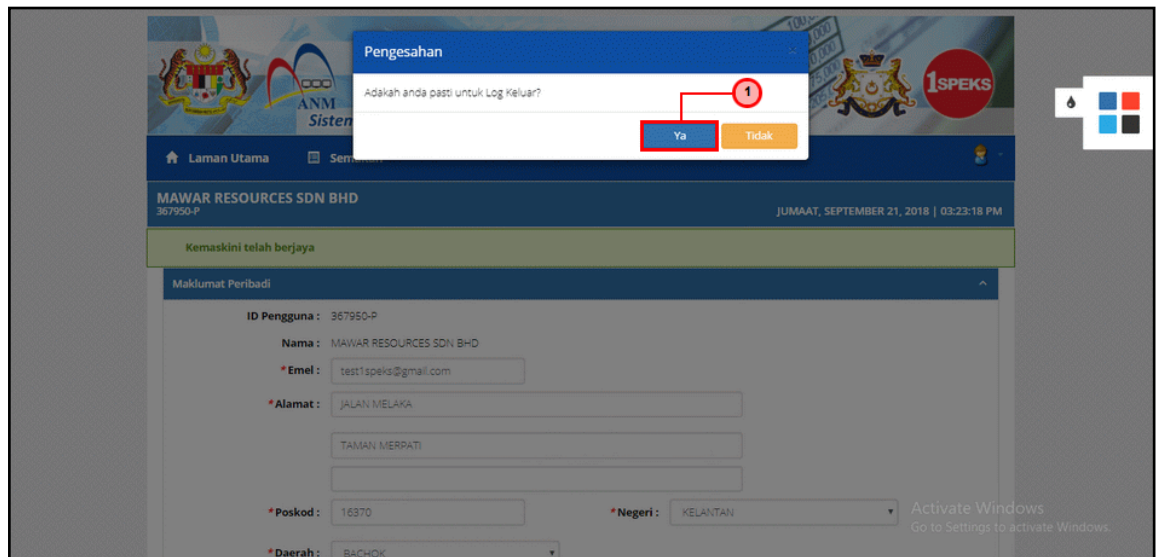 Pengesahan
×
Adakah anda pasti untuk Log Keluar?
1
Ya
Tidak
ANM
Sistem
1SPEKS
Laman Utama
MAWAR RESOURCES SDN BHD
367950-P
JUMAAT, SEPTEMBER 21, 2018 | 03:23:18 PM
Kemaskini telah berjaya
Maklumat Peribadi
ID Pengguna : 367950-P
Nama : MAWAR RESOURCES SDN BHD
*Emel : test1speks@gmail.com
*Alamat : JALAN MELAKA
TAMAN MERPATI
*Poskod : 16370 *Negeri : KELANTAN
*Daerah : BACHOK
Activate Windows
Go to Settings to activate Windows.